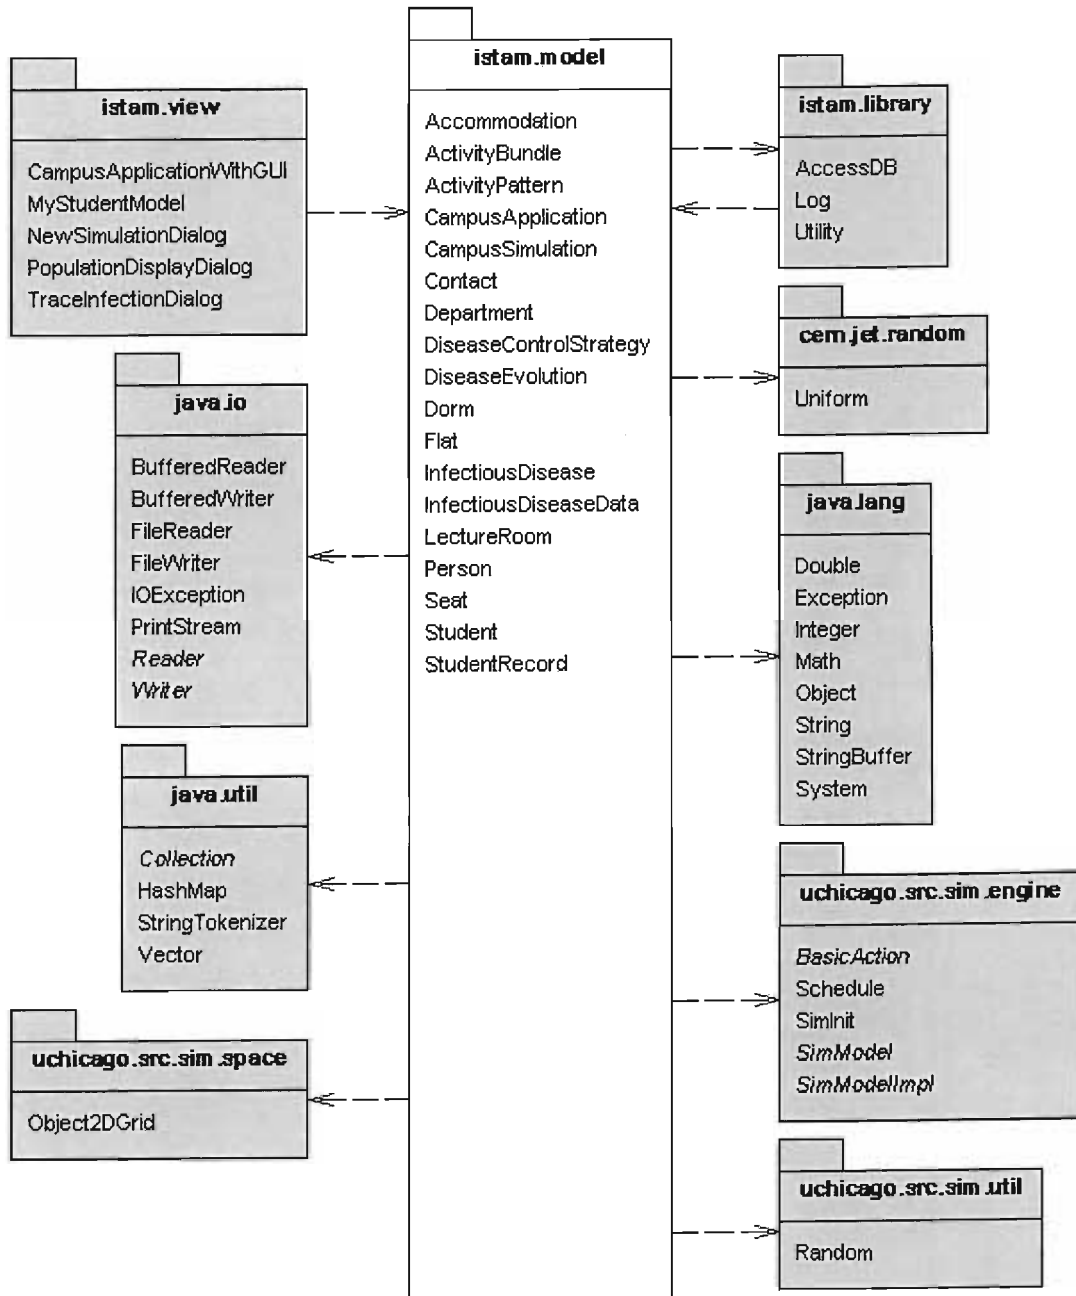 istam.view
CampusApplicationWithGUI
MyStudentModel
NewSimulationDialog
PopulationDisplayDialog
TraceInfectionDialog
java.io
BufferedReader
BufferedWriter
FileReader
FileWriter
IOException
PrintStream
Reader
Writer
java.util
Collection
HashMap
StringTokenizer
Vector
uchicago.src.sim.space
Object2DGrid
istam.model
Accommodation
ActivityBundle
ActivityPattern
CampusApplication
CampusSimulation
Contact
Department
DiseaseControlStrategy
DiseaseEvolution
Dorm
Flat
InfectiousDisease
InfectiousDiseaseData
LectureRoom
Person
Seat
Student
StudentRecord
istam.library
AccessDB
Log
Utility
cern.jet.random
Uniform
java.lang
Double
Exception
Integer
Math
Object
String
StringBuffer
System
uchicago.src.sim.engine
BasicAction
Schedule
SimInit
SimModel
SimModelImpl
uchicago.src.sim.util
Random